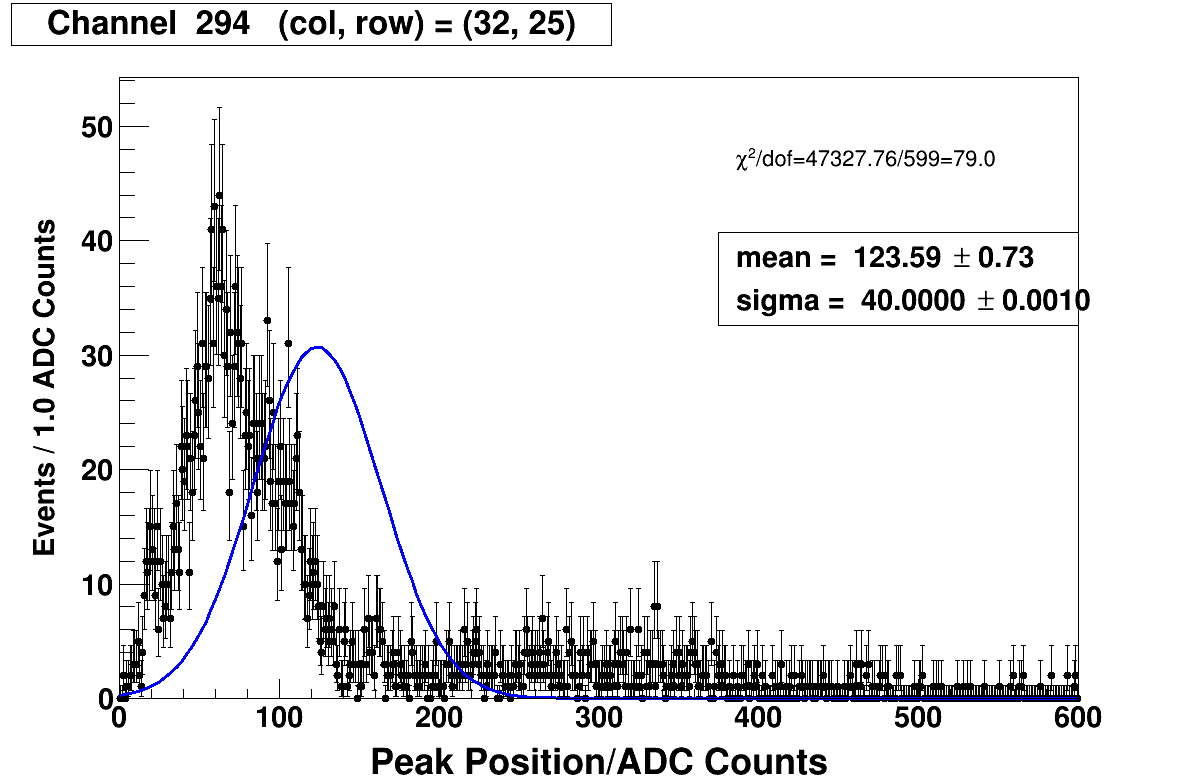 Channel 294 (col, row) = (32, 25)
χ²/dof=47327.76/599=79.0
mean = 123.59 ± 0.73
sigma = 40.0000 ± 0.0010
Events / 1.0 ADC Counts
50
40
30
20
10
0
0 100 200 300 400 500 600
Peak Position/ADC Counts